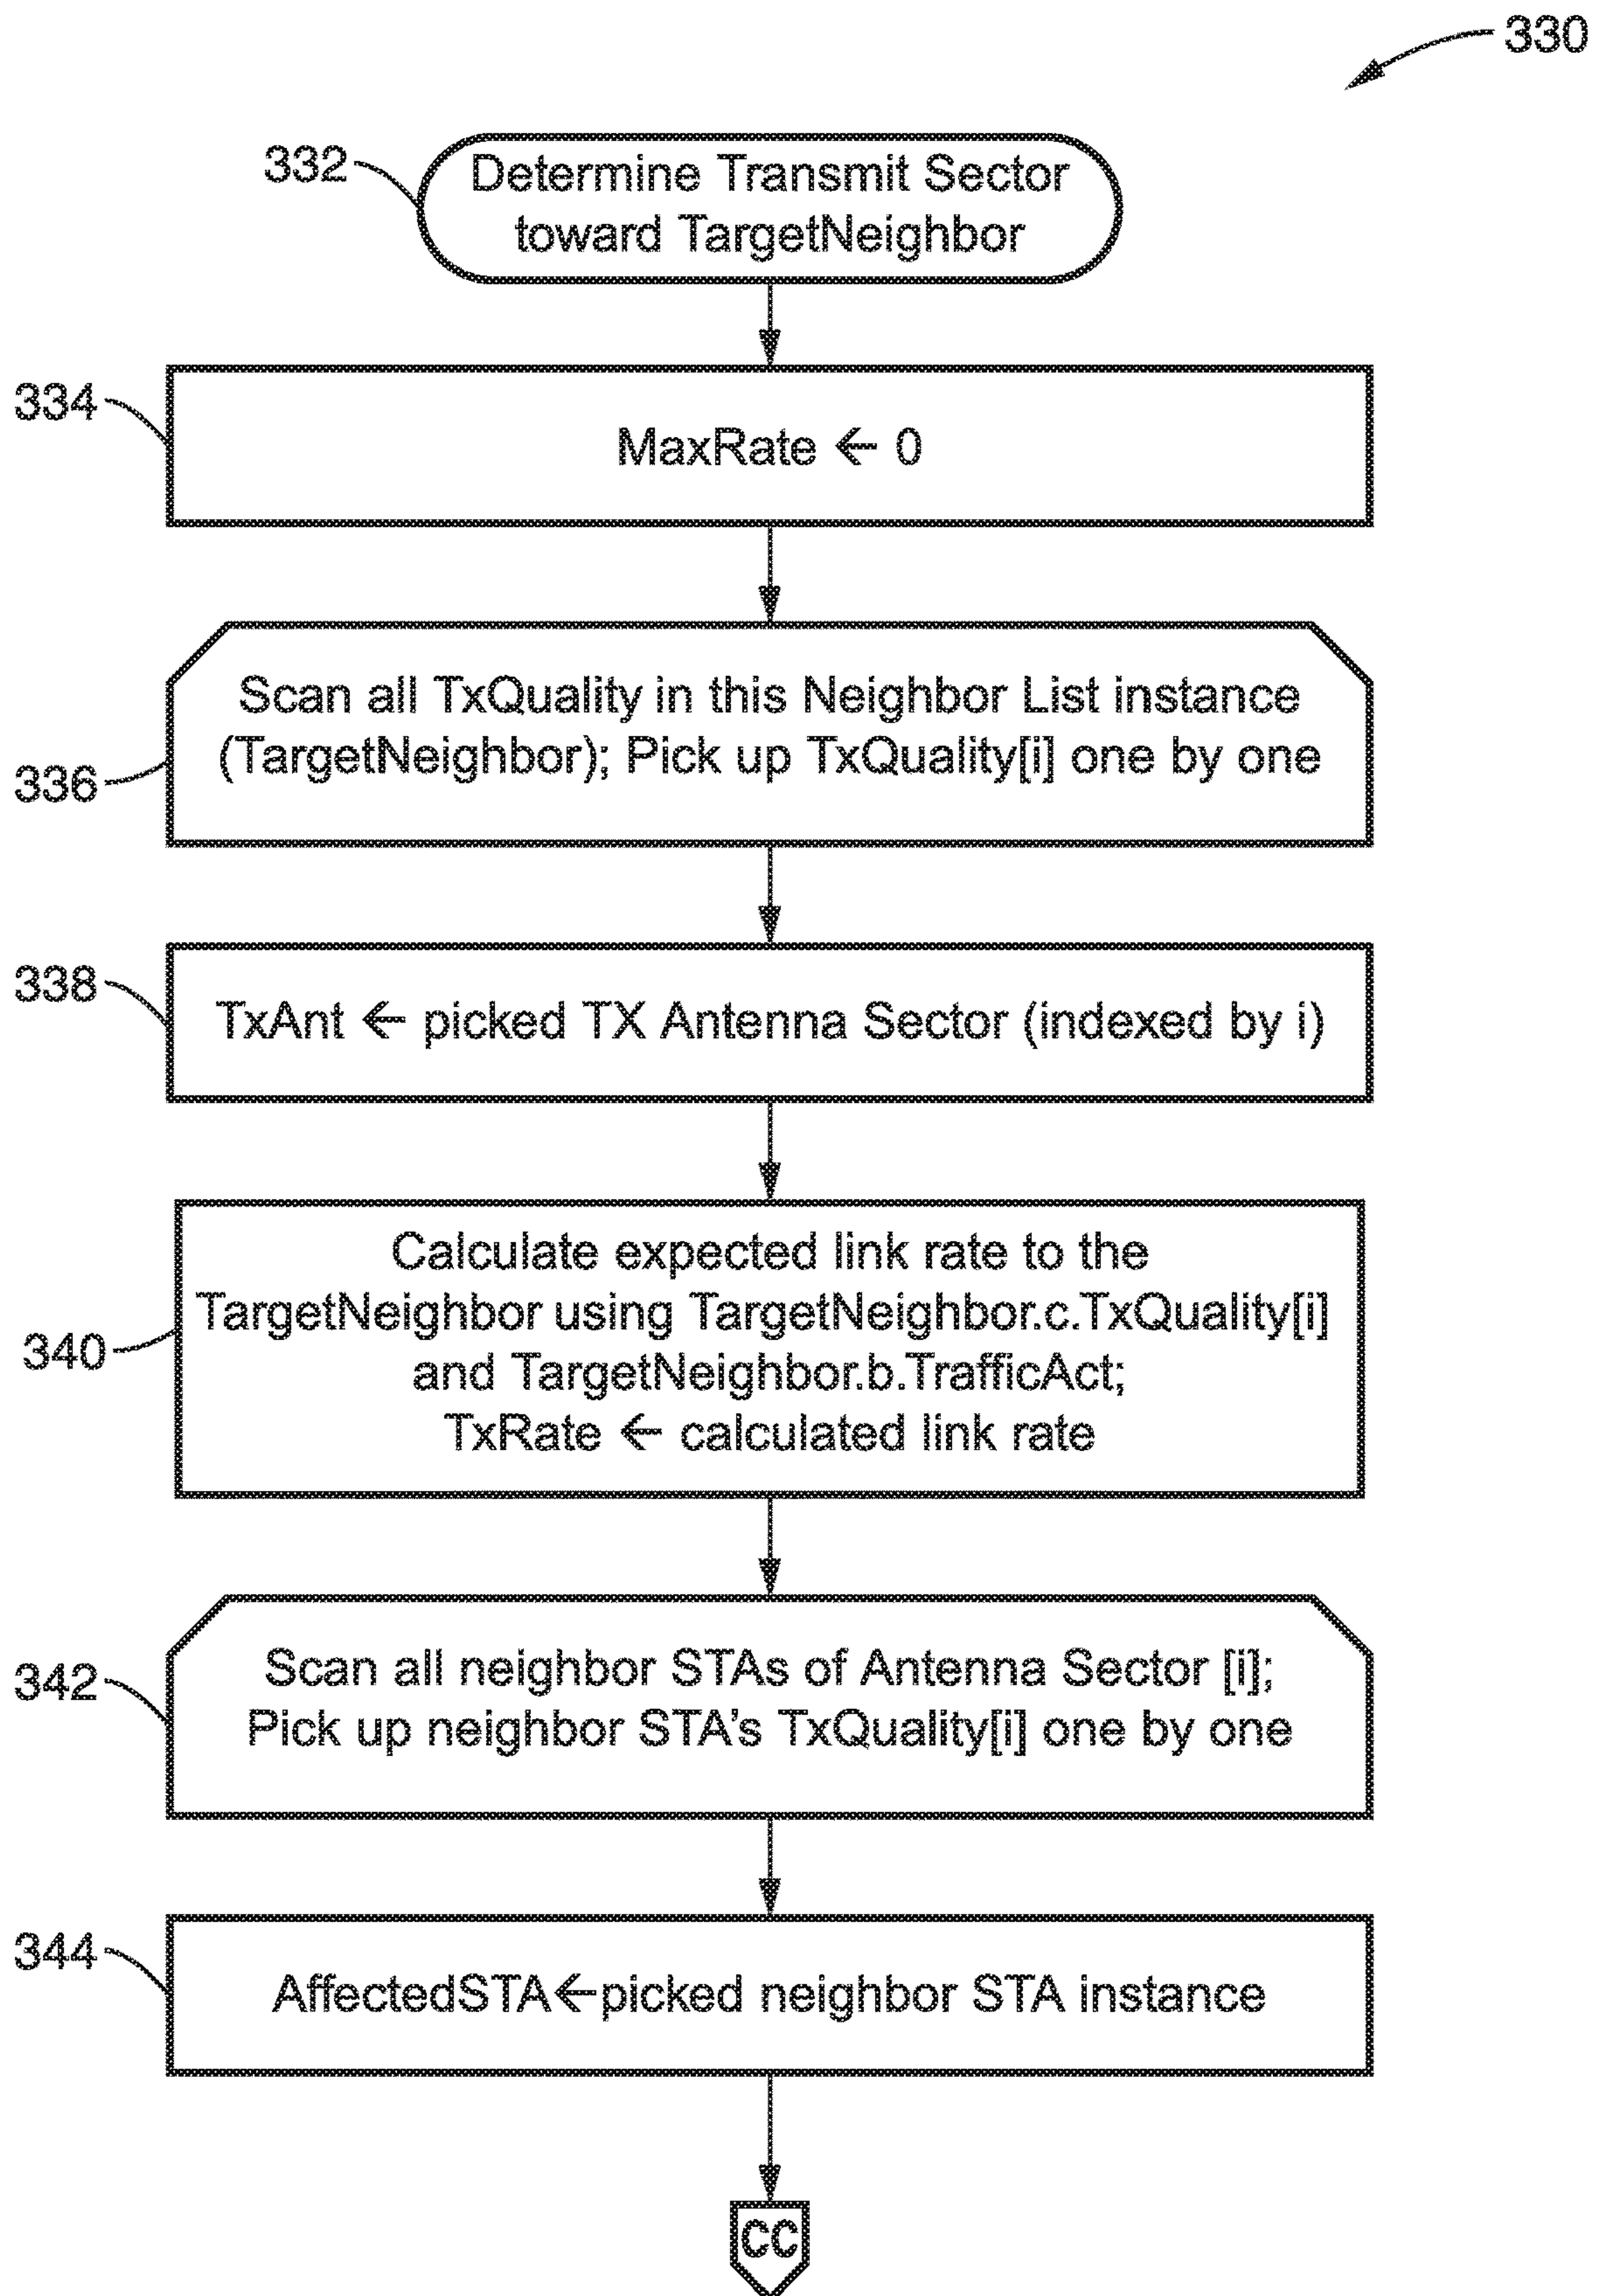 330
332
Determine Transmit Sector
toward TargetNeighbor
334
MaxRate ← 0
336
Scan all TxQuality in this Neighbor List instance
(TargetNeighbor); Pick up TxQuality[i] one by one
338
TxAnt ← picked TX Antenna Sector (indexed by i)
340
Calculate expected link rate to the
TargetNeighbor using TargetNeighbor.c.TxQuality[i]
and TargetNeighbor.b.TrafficAct;
TxRate ← calculated link rate
342
Scan all neighbor STAs of Antenna Sector [i];
Pick up neighbor STA's TxQuality[i] one by one
344
AffectedSTA←picked neighbor STA instance
CC